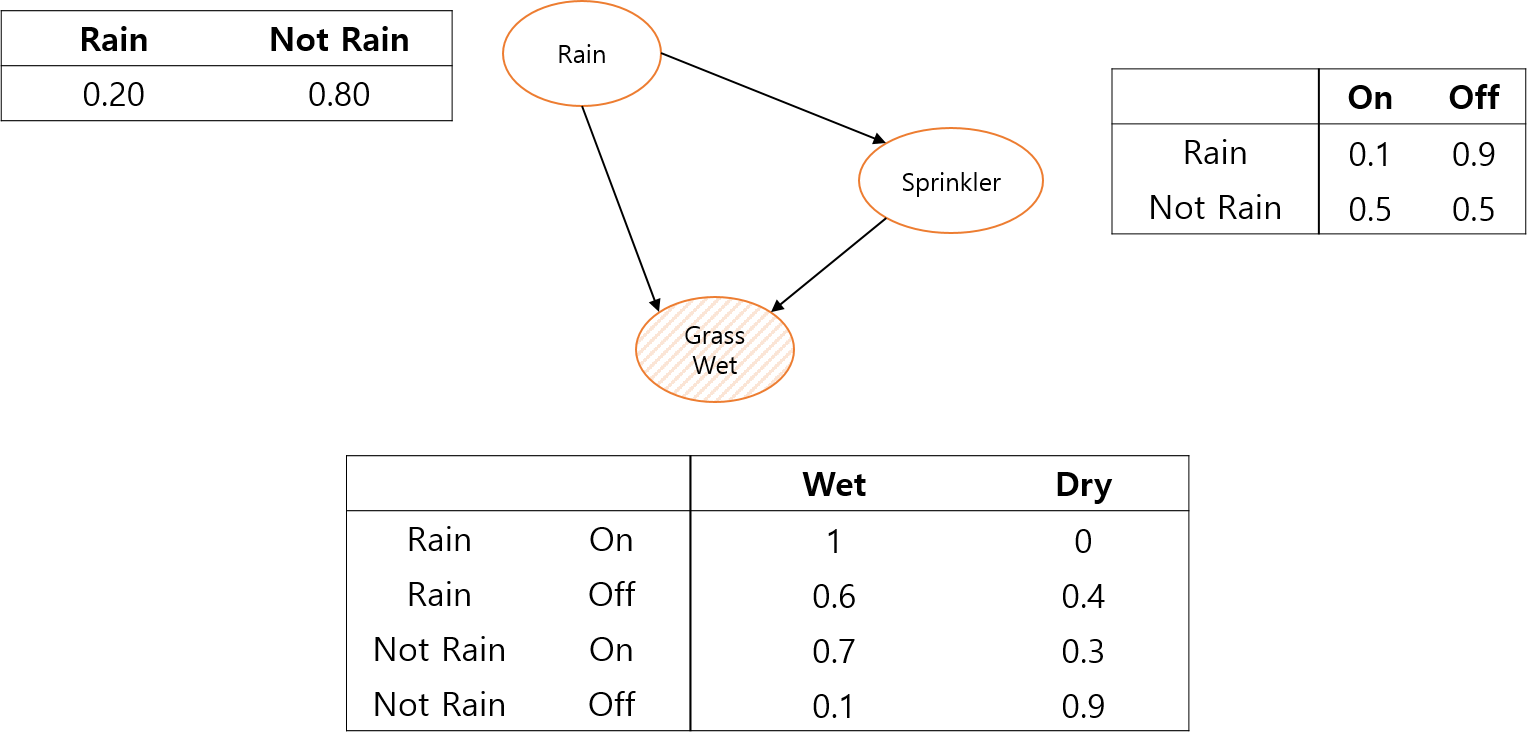 Rain Not Rain
0.20 0.80
Rain
Sprinkler
Grass
Wet
On Off
Rain 0.1 0.9
Not Rain 0.5 0.5
Wet Dry
Rain On 1 0
Rain Off 0.6 0.4
Not Rain On 0.7 0.3
Not Rain Off 0.1 0.9